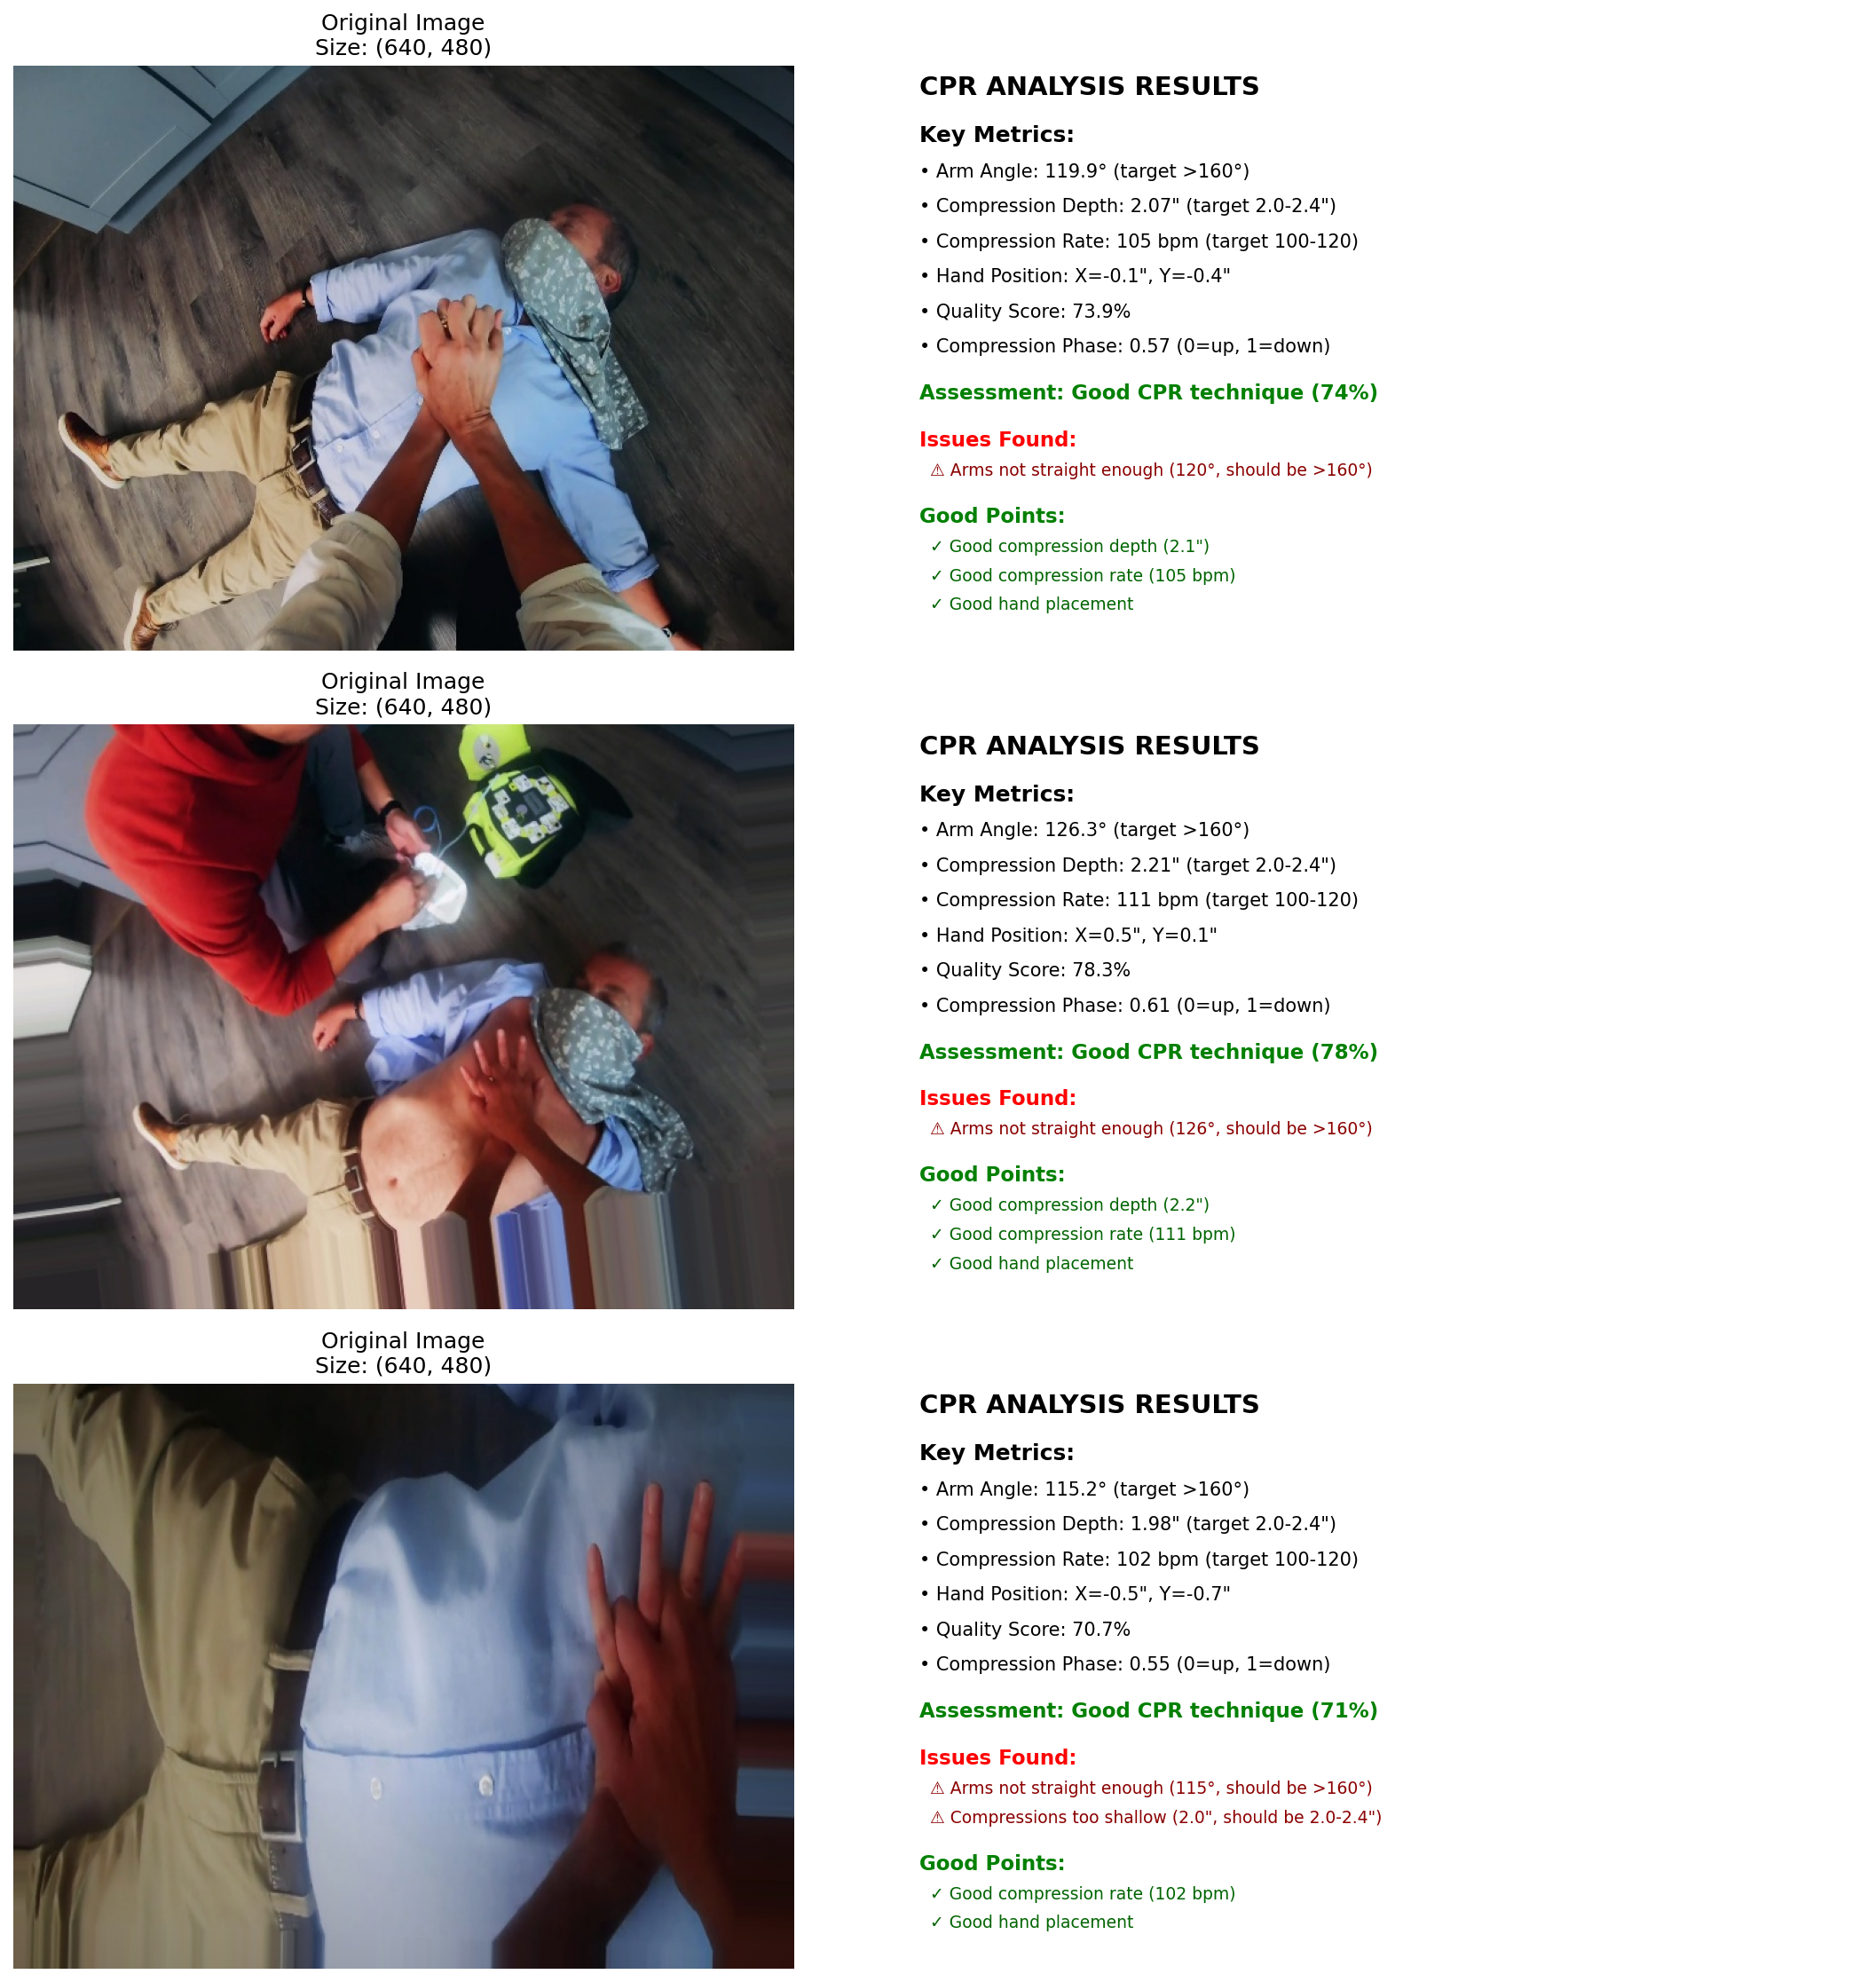 Original Image
Size: (640, 480)
CPR ANALYSIS RESULTS
Key Metrics:
• Arm Angle: 119.9° (target >160°)
• Compression Depth: 2.07" (target 2.0-2.4")
• Compression Rate: 105 bpm (target 100-120)
• Hand Position: X=-0.1", Y=-0.4"
• Quality Score: 73.9%
• Compression Phase: 0.57 (0=up, 1=down)
Assessment: Good CPR technique (74%)
Issues Found:
⚠ Arms not straight enough (120°, should be >160°)
Good Points:
✓ Good compression depth (2.1")
✓ Good compression rate (105 bpm)
✓ Good hand placement
Original Image
Size: (640, 480)
CPR ANALYSIS RESULTS
Key Metrics:
• Arm Angle: 126.3° (target >160°)
• Compression Depth: 2.21" (target 2.0-2.4")
• Compression Rate: 111 bpm (target 100-120)
• Hand Position: X=0.5", Y=0.1"
• Quality Score: 78.3%
• Compression Phase: 0.61 (0=up, 1=down)
Assessment: Good CPR technique (78%)
Issues Found:
⚠ Arms not straight enough (126°, should be >160°)
Good Points:
✓ Good compression depth (2.2")
✓ Good compression rate (111 bpm)
✓ Good hand placement
Original Image
Size: (640, 480)
CPR ANALYSIS RESULTS
Key Metrics:
• Arm Angle: 115.2° (target >160°)
• Compression Depth: 1.98" (target 2.0-2.4")
• Compression Rate: 102 bpm (target 100-120)
• Hand Position: X=-0.5", Y=-0.7"
• Quality Score: 70.7%
• Compression Phase: 0.55 (0=up, 1=down)
Assessment: Good CPR technique (71%)
Issues Found:
⚠ Arms not straight enough (115°, should be >160°)
⚠ Compressions too shallow (2.0", should be 2.0-2.4")
Good Points:
✓ Good compression rate (102 bpm)
✓ Good hand placement